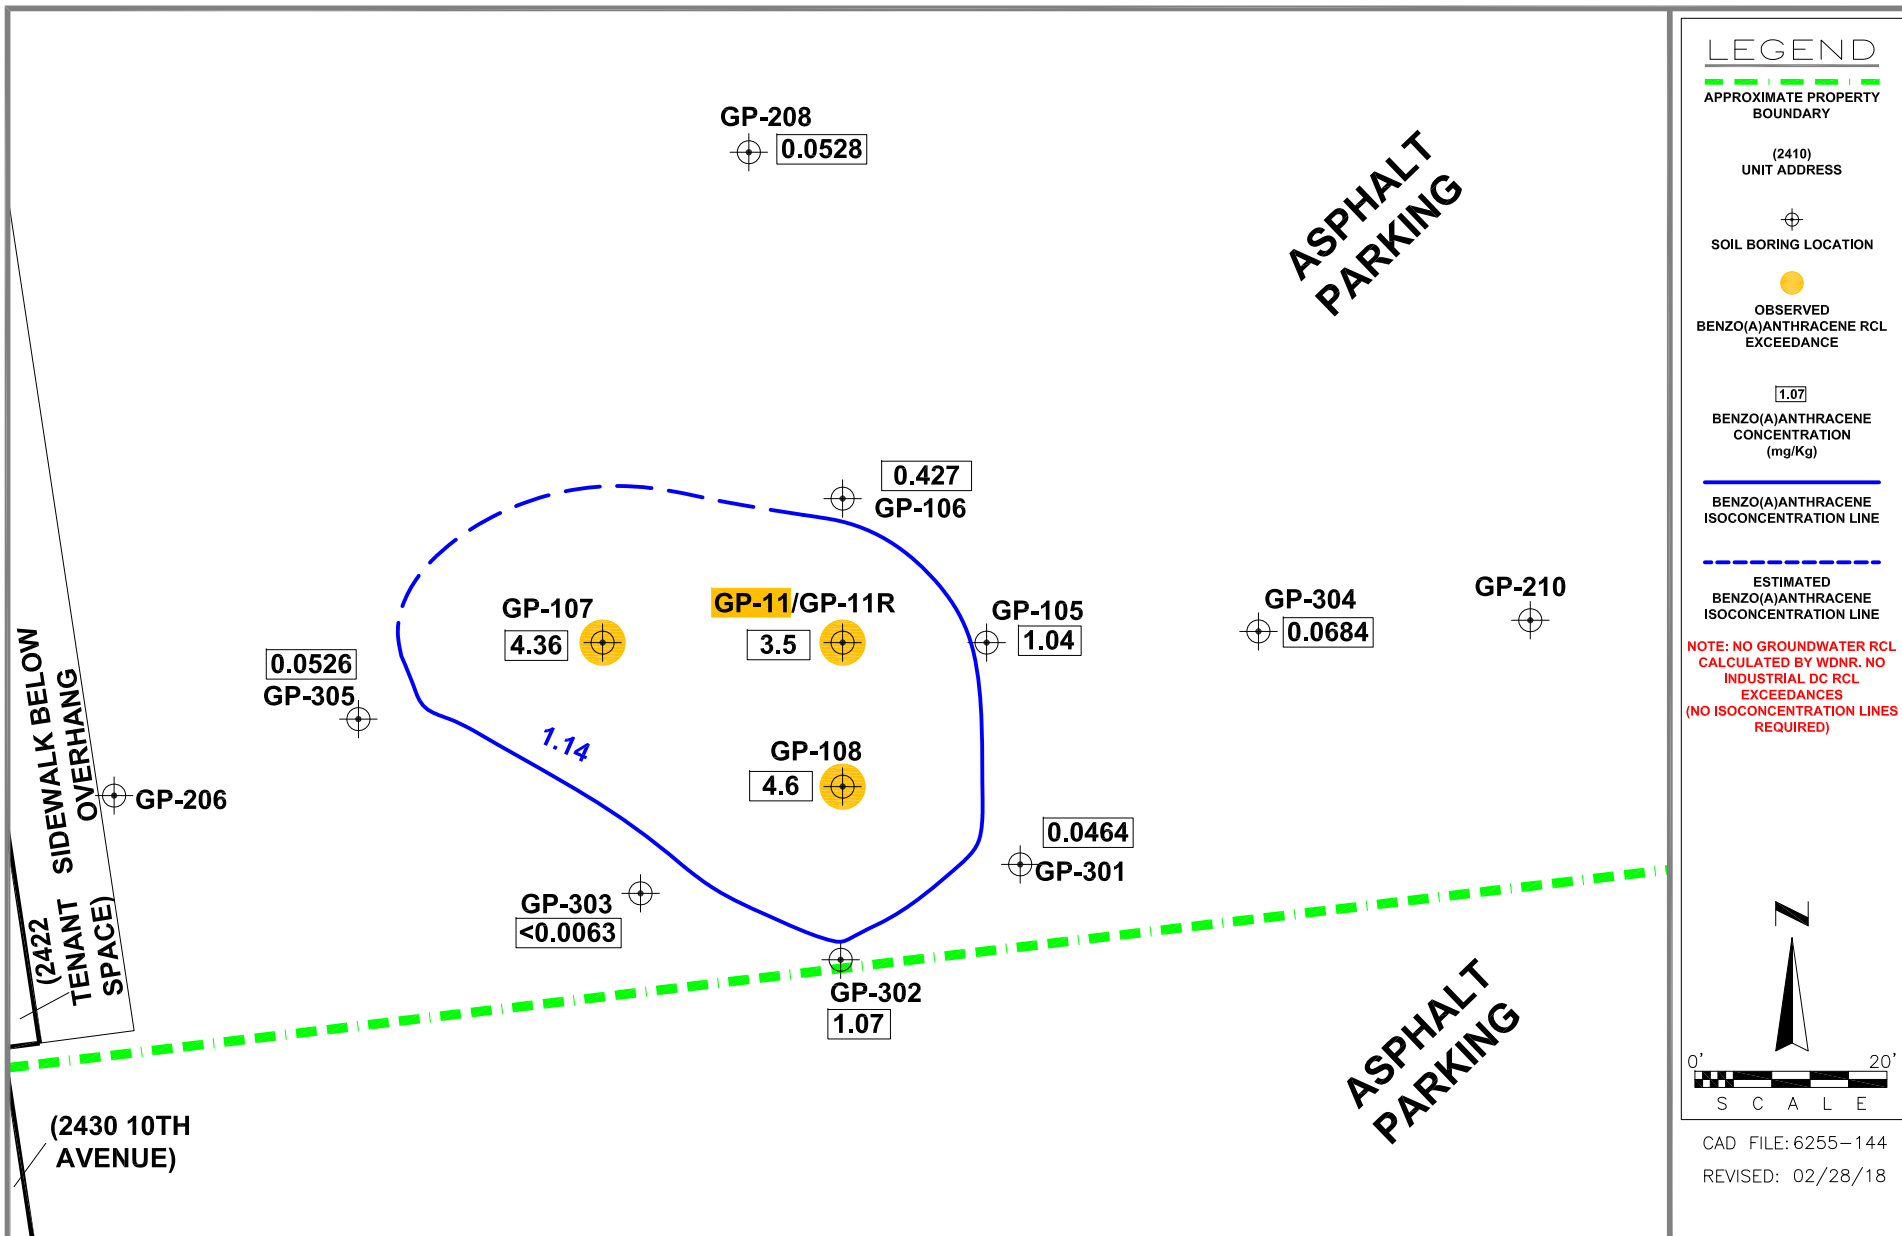 GP-208
0.0528
ASPHALT
PARKING
0.427
GP-106
GP-107
4.36
GP-11/GP-11R
3.5
GP-105
1.04
GP-304
0.0684
GP-210
0.0526
GP-305
1.14
GP-108
4.6
GP-206
SIDEWALK BELOW
OVERHANG
0.0464
GP-301
GP-303
<0.0063
(2422
TENANT
SPACE)
GP-302
1.07
ASPHALT
PARKING
(2430 10TH
AVENUE)
LEGEND
APPROXIMATE PROPERTY
BOUNDARY
(2410)
UNIT ADDRESS
SOIL BORING LOCATION
OBSERVED
BENZO(A)ANTHRACENE RCL
EXCEEDANCE
1.07
BENZO(A)ANTHRACENE
CONCENTRATION
(mg/Kg)
BENZO(A)ANTHRACENE
ISOCONCENTRATION LINE
ESTIMATED
BENZO(A)ANTHRACENE
ISOCONCENTRATION LINE
NOTE: NO GROUNDWATER RCL
CALCULATED BY WDNR. NO
INDUSTRIAL DC RCL
EXCEEDANCES
(NO ISOCONCENTRATION LINES
REQUIRED)
N
0' 20'
SCALE
CAD FILE: 6255-144
REVISED: 02/28/18